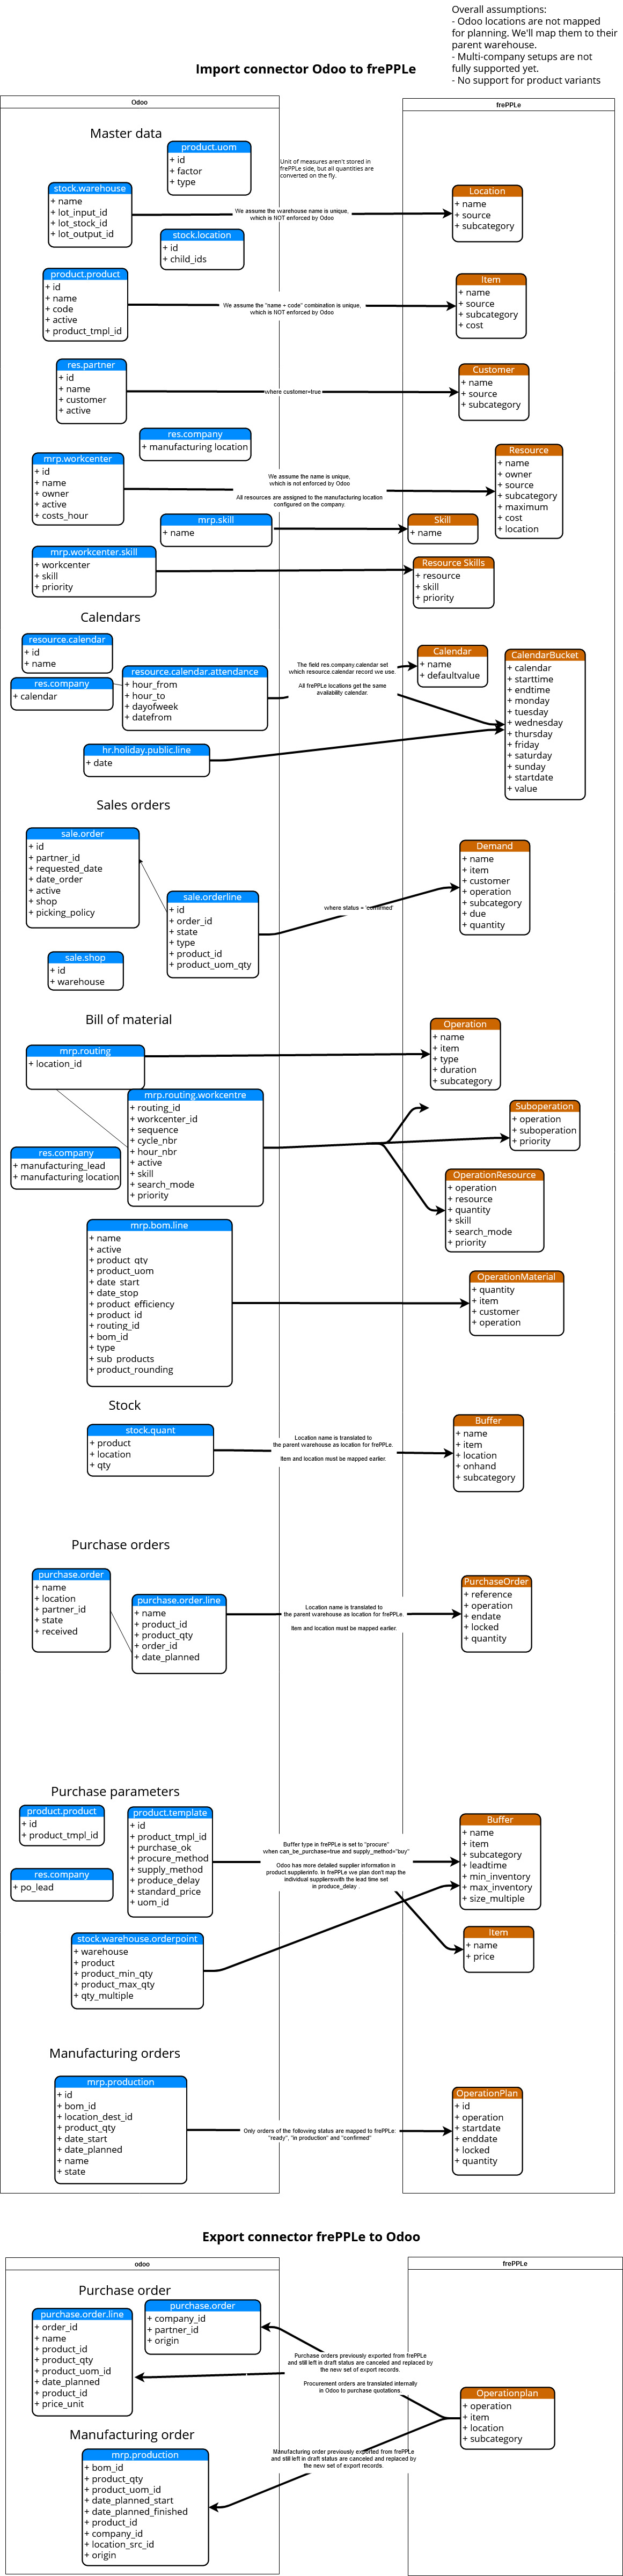 Overall assumptions:
- Odoo locations are not mapped
for planning. We'll map them to their
parent warehouse.
- Multi-company setups are not
fully supported yet.
- No support for product variants
Import connector Odoo to frePPLe
Odoo
frePPLe
Master data
product.uom
+ id
+ factor
+ type
Unit of measures aren't stored in
frePPLe side, but all quantities are
converted on the fly.
stock.warehouse
+ name
+ lot_input_id
+ lot_stock_id
+ lot_output_id
We assume the warehouse name is unique,
which is NOT enforced by Odoo
Location
+ name
+ source
+ subcategory
stock.location
+ id
+ child_ids
product.product
+ id
+ name
+ code
+ active
+ product_tmpl_id
We assume the "name + code" combination is unique,
which is NOT enforced by Odoo
Item
+ name
+ source
+ subcategory
+ cost
res.partner
+ id
+ name
+ customer
+ active
where customer=true
Customer
+ name
+ source
+ subcategory
res.company
+ manufacturing location
mrp.workcenter
+ id
+ name
+ owner
+ active
+ costs_hour
We assume the name is unique,
which is not enforced by Odoo
All resources are assigned to the manufacturing location
configured on the company.
Resource
+ name
+ owner
+ source
+ subcategory
+ maximum
+ cost
+ location
mrp.skill
+ name
Skill
+ name
mrp.workcenter.skill
+ workcenter
+ skill
+ priority
Resource Skills
+ resource
+ skill
+ priority
Calendars
resource.calendar
+ id
+ name
res.company
+ calendar
resource.calendar.attendance
+ hour_from
+ hour_to
+ dayofweek
+ datefrom
The field res.company.calendar set
which resource.calendar record we use.
All frePPLe locations get the same
availability calendar.
Calendar
+ name
+ defaultvalue
CalendarBucket
+ calendar
+ starttime
+ endtime
+ monday
+ tuesday
+ wednesday
+ thursday
+ friday
+ saturday
+ sunday
+ startdate
+ value
hr.holiday.public.line
+ date
Sales orders
sale.order
+ id
+ partner_id
+ requested_date
+ date_order
+ active
+ shop
+ picking_policy
sale.orderline
+ id
+ order_id
+ state
+ type
+ product_id
+ product_uom_qty
where status = 'confirmed'
Demand
+ name
+ item
+ customer
+ operation
+ subcategory
+ due
+ quantity
sale.shop
+ id
+ warehouse
Bill of material
mrp.routing
+ location_id
Operation
+ name
+ item
+ type
+ duration
+ subcategory
mrp.routing.workcentre
+ routing_id
+ workcenter_id
+ sequence
+ cycle_nbr
+ hour_nbr
+ active
+ skill
+ search_mode
+ priority
Suboperation
+ operation
+ suboperation
+ priority
res.company
+ manufacturing_lead
+ manufacturing location
OperationResource
+ operation
+ resource
+ quantity
+ skill
+ search_mode
+ priority
mrp.bom.line
+ name
+ active
+ product_qty
+ product_uom
+ date_start
+ date_stop
+ product_efficiency
+ product_id
+ routing_id
+ bom_id
+ type
+ sub_products
+ product_rounding
OperationMaterial
+ quantity
+ item
+ customer
+ operation
Stock
stock.quant
+ product
+ location
+ qty
Location name is translated to
the parent warehouse as location for frePPLe.
Item and location must be mapped earlier.
Buffer
+ name
+ item
+ location
+ onhand
+ subcategory
Purchase orders
purchase.order
+ name
+ location
+ partner_id
+ state
+ received
purchase.order.line
+ name
+ product_id
+ product_qty
+ order_id
+ date_planned
Location name is translated to
the parent warehouse as location for frePPLe.
Item and location must be mapped earlier.
PurchaseOrder
+ reference
+ operation
+ endate
+ locked
+ quantity
Purchase parameters
product.product
+ id
+ product_tmpl_id
product.template
+ id
+ product_tmpl_id
+ purchase_ok
+ procure_method
+ supply_method
+ produce_delay
+ standard_price
+ uom_id
Buffer type in frePPLe is set to "procure"
when can_be_purchase=true and supply_method="buy"
Odoo has more detailed supplier information in
product.supplierinfo. In frePPLe we plan don't map the
individual supplierswith the lead time set
in produce_delay .
Buffer
+ name
+ item
+ subcategory
+ leadtime
+ min_inventory
+ max_inventory
+ size_multiple
res.company
+ po_lead
Item
+ name
+ price
stock.warehouse.orderpoint
+ warehouse
+ product
+ product_min_qty
+ product_max_qty
+ qty_multiple
Manufacturing orders
mrp.production
+ id
+ bom_id
+ location_dest_id
+ product_qty
+ date_start
+ date_planned
+ name
+ state
Only orders of the following status are mapped to frePPLe:
"ready", "in production" and "confirmed"
OperationPlan
+ id
+ operation
+ startdate
+ enddate
+ locked
+ quantity
Export connector frePPLe to Odoo
odoo
frePPLe
Purchase order
purchase.order
+ company_id
+ partner_id
+ origin
purchase.order.line
+ order_id
+ name
+ product_id
+ product_qty
+ product_uom_id
+ date_planned
+ product_id
+ price_unit
Purchase orders previously exported from frePPLe
and still left in draft status are canceled and replaced by
the new set of export records.
Procurement orders are translated internally
in Odoo to purchase quotations.
Operationplan
+ operation
+ item
+ location
+ subcategory
Manufacturing order
mrp.production
+ bom_id
+ product_qty
+ product_uom_id
+ date_planned_start
+ date_planned_finished
+ product_id
+ company_id
+ location_src_id
+ origin
Manufacturing order previously exported from frePPLe
and still left in draft status are canceled and replaced by
the new set of export records.